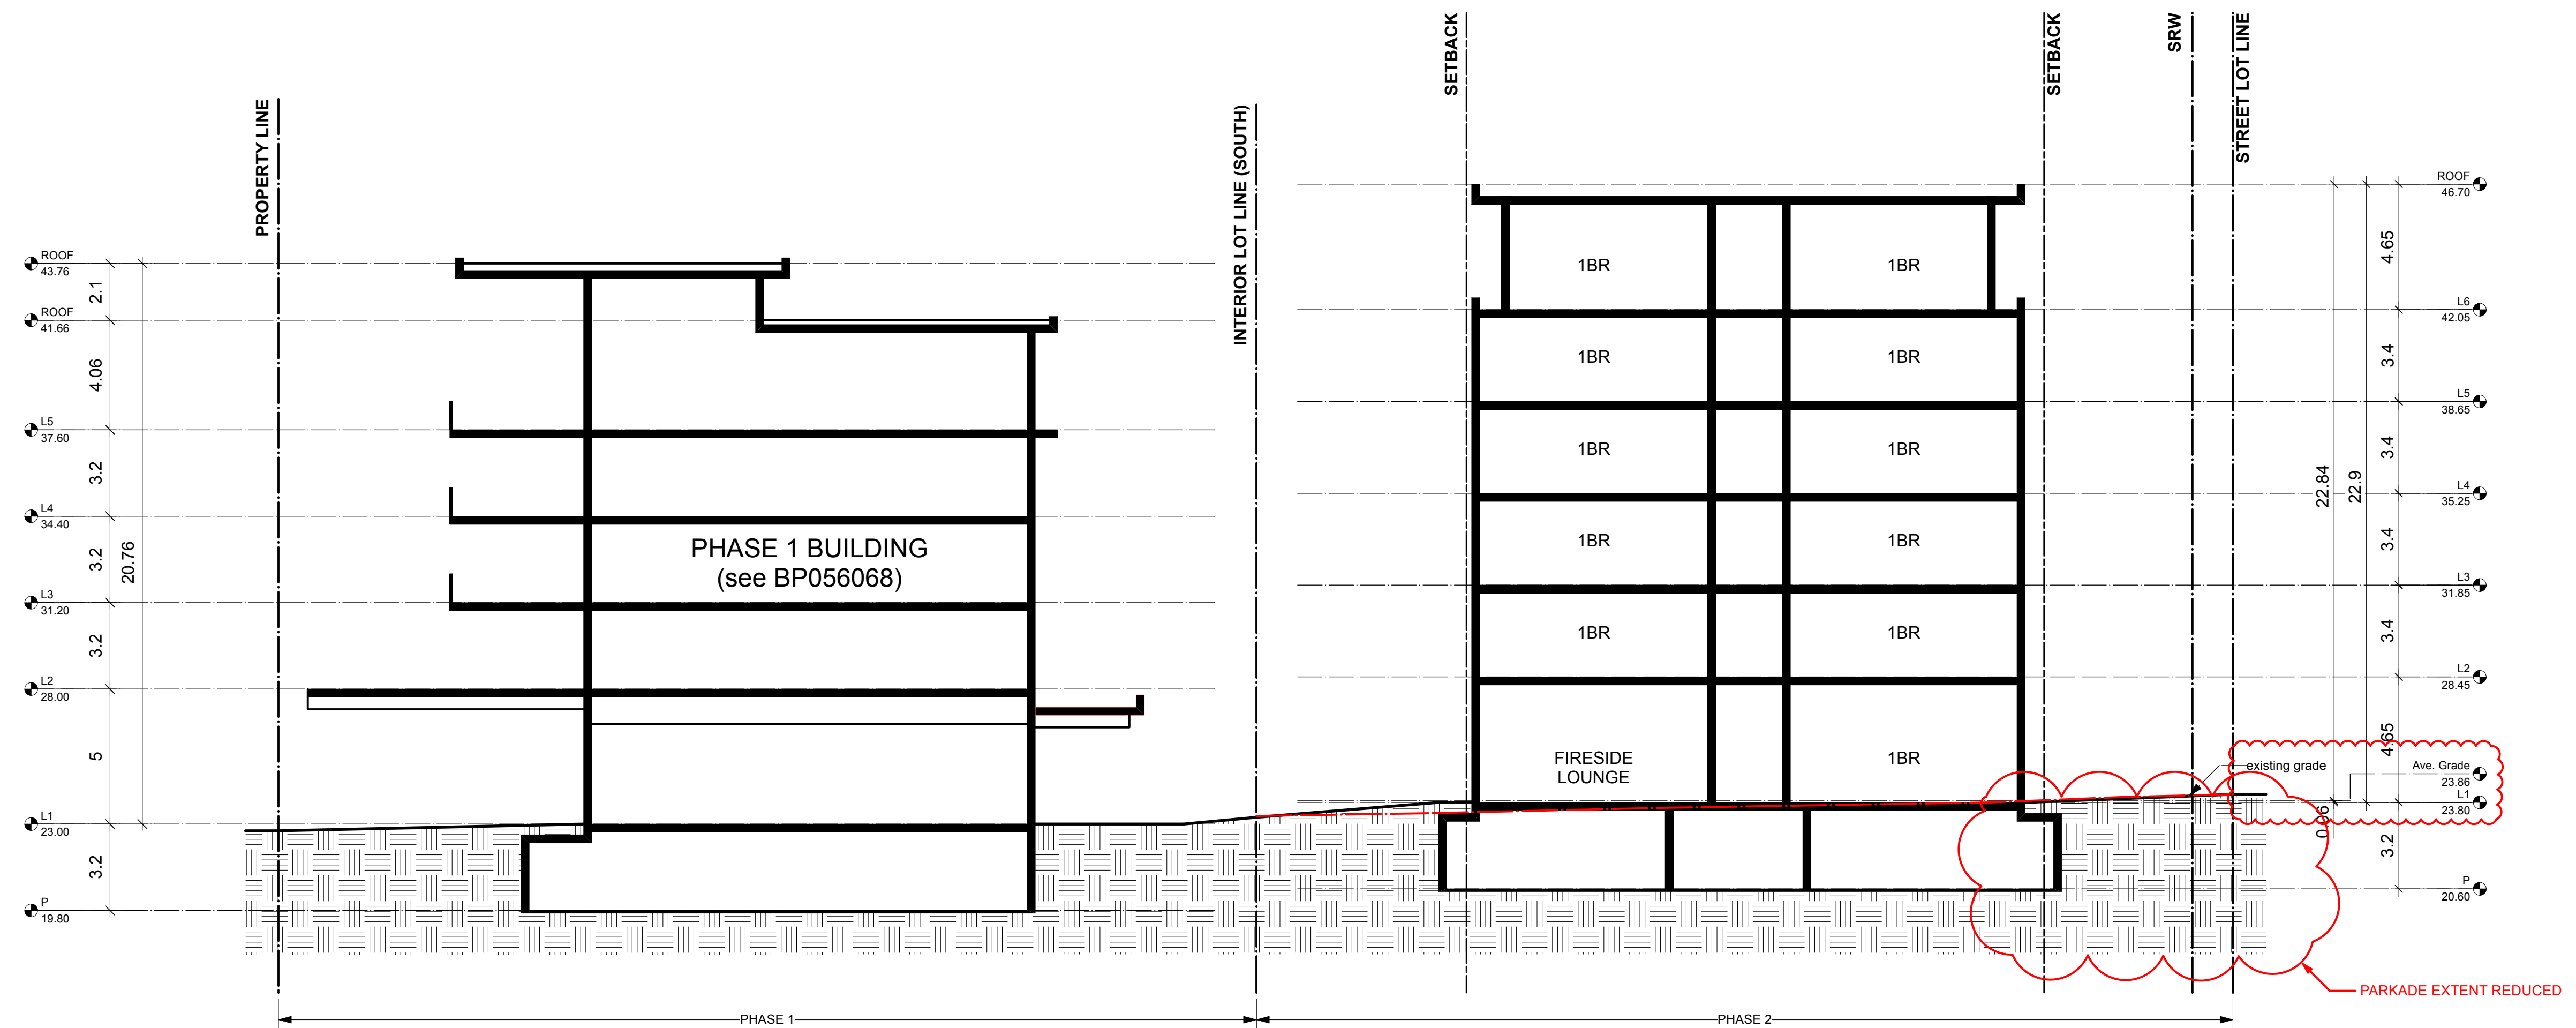 PROPERTY LINE
INTERIOR LOT LINE (SOUTH)
SETBACK
SETBACK
SRW
STREET LOT LINE
ROOF
43.76
2.1
ROOF
41.66
4.06
L5
37.60
3.2
L4
34.40
3.2
20.76
L3
31.20
3.2
L2
28.00
5
L1
23.00
3.2
P
19.80
PHASE 1 BUILDING
(see BP056068)
1BR
1BR
1BR
1BR
1BR
1BR
1BR
1BR
1BR
1BR
FIRESIDE
LOUNGE
1BR
ROOF
46.70
4.65
L6
42.05
3.4
L5
38.65
3.4
22.84
22.9
L4
35.25
3.4
L3
31.85
3.4
L2
28.45
4.65
existing grade
Ave. Grade
23.86
L1
23.80
0.06
3.2
P
20.60
PARKADE EXTENT REDUCED
PHASE 1
PHASE 2